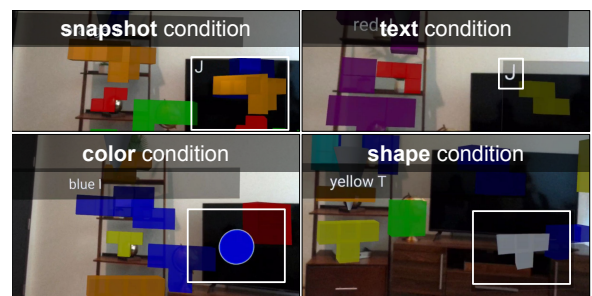 snapshot condition
J
red
text condition
J
color condition
blue I
shape condition
yellow T